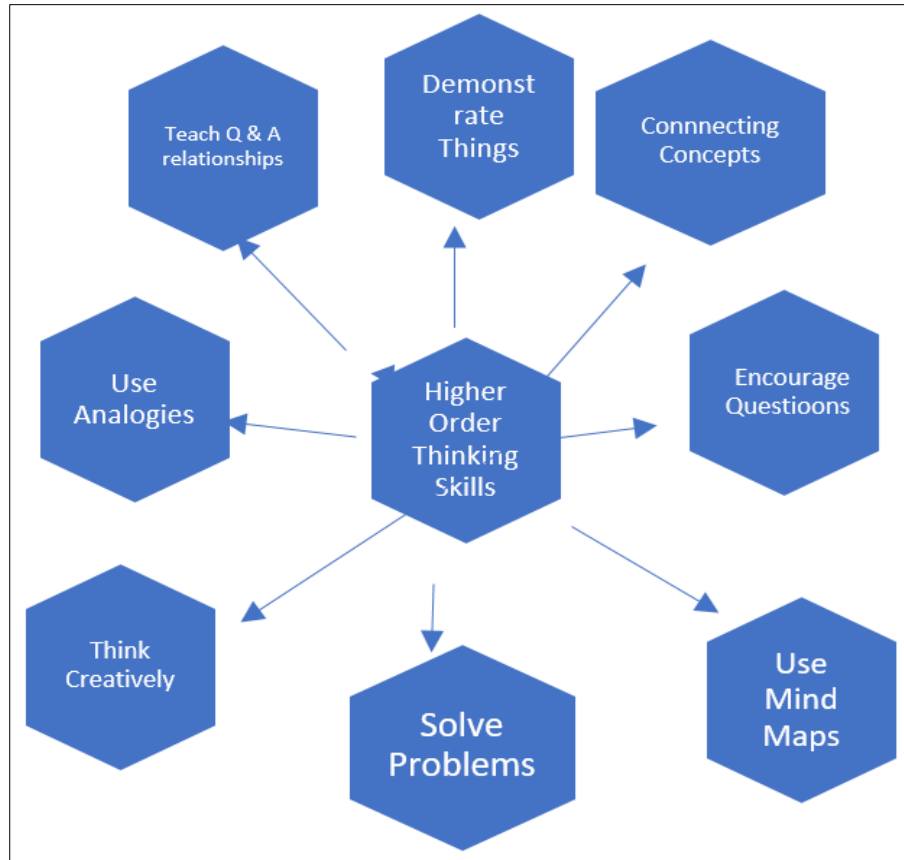 Teach Q & A
relationships
Demonst
rate
Things
Connnecting
Concepts
Use
Analogies
Higher
Order
Thinking
Skills
Encourage
Questioons
Think
Creatively
Solve
Problems
Use
Mind
Maps